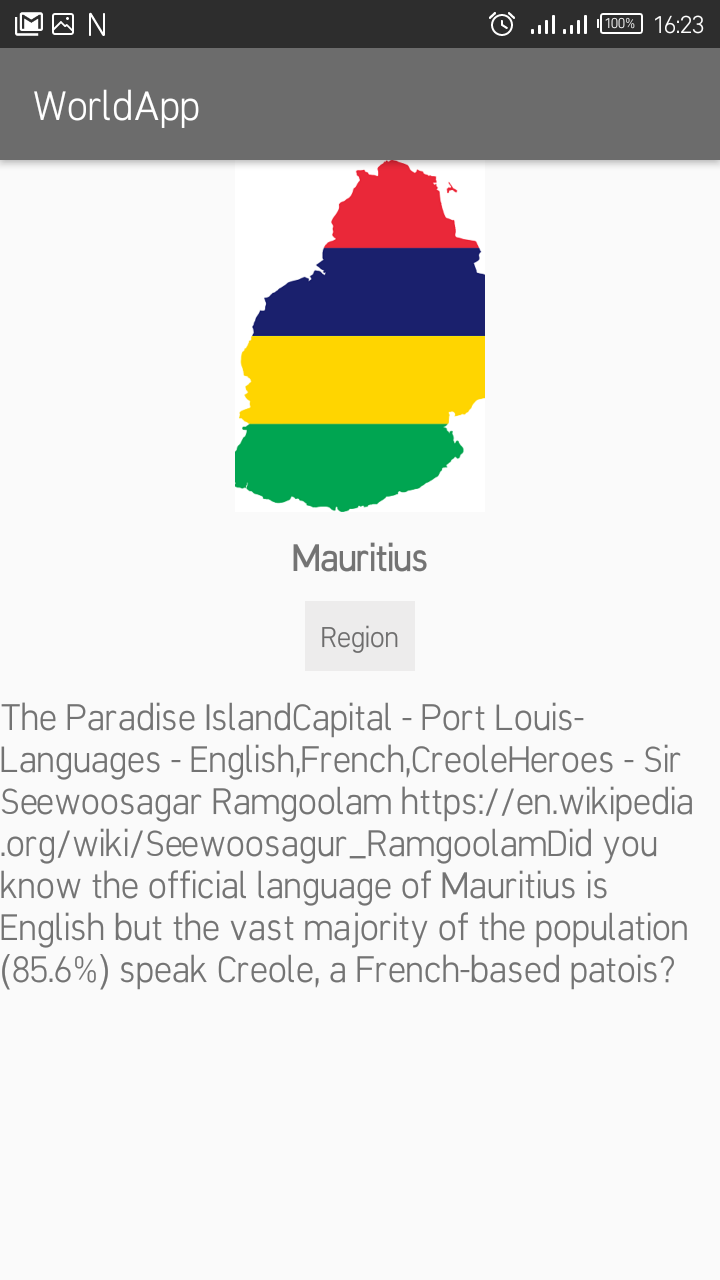 N 100% 16:23
WorldApp
Mauritius
Region
The Paradise IslandCapital - Port Louis-
Languages - English,French,CreoleHeroes - Sir
Seewoosagar Ramgoolam https://en.wikipedia
.org/wiki/Seewoosagur_RamgoolamDid you
know the official language of Mauritius is
English but the vast majority of the population
(85.6%) speak Creole, a French-based patois?